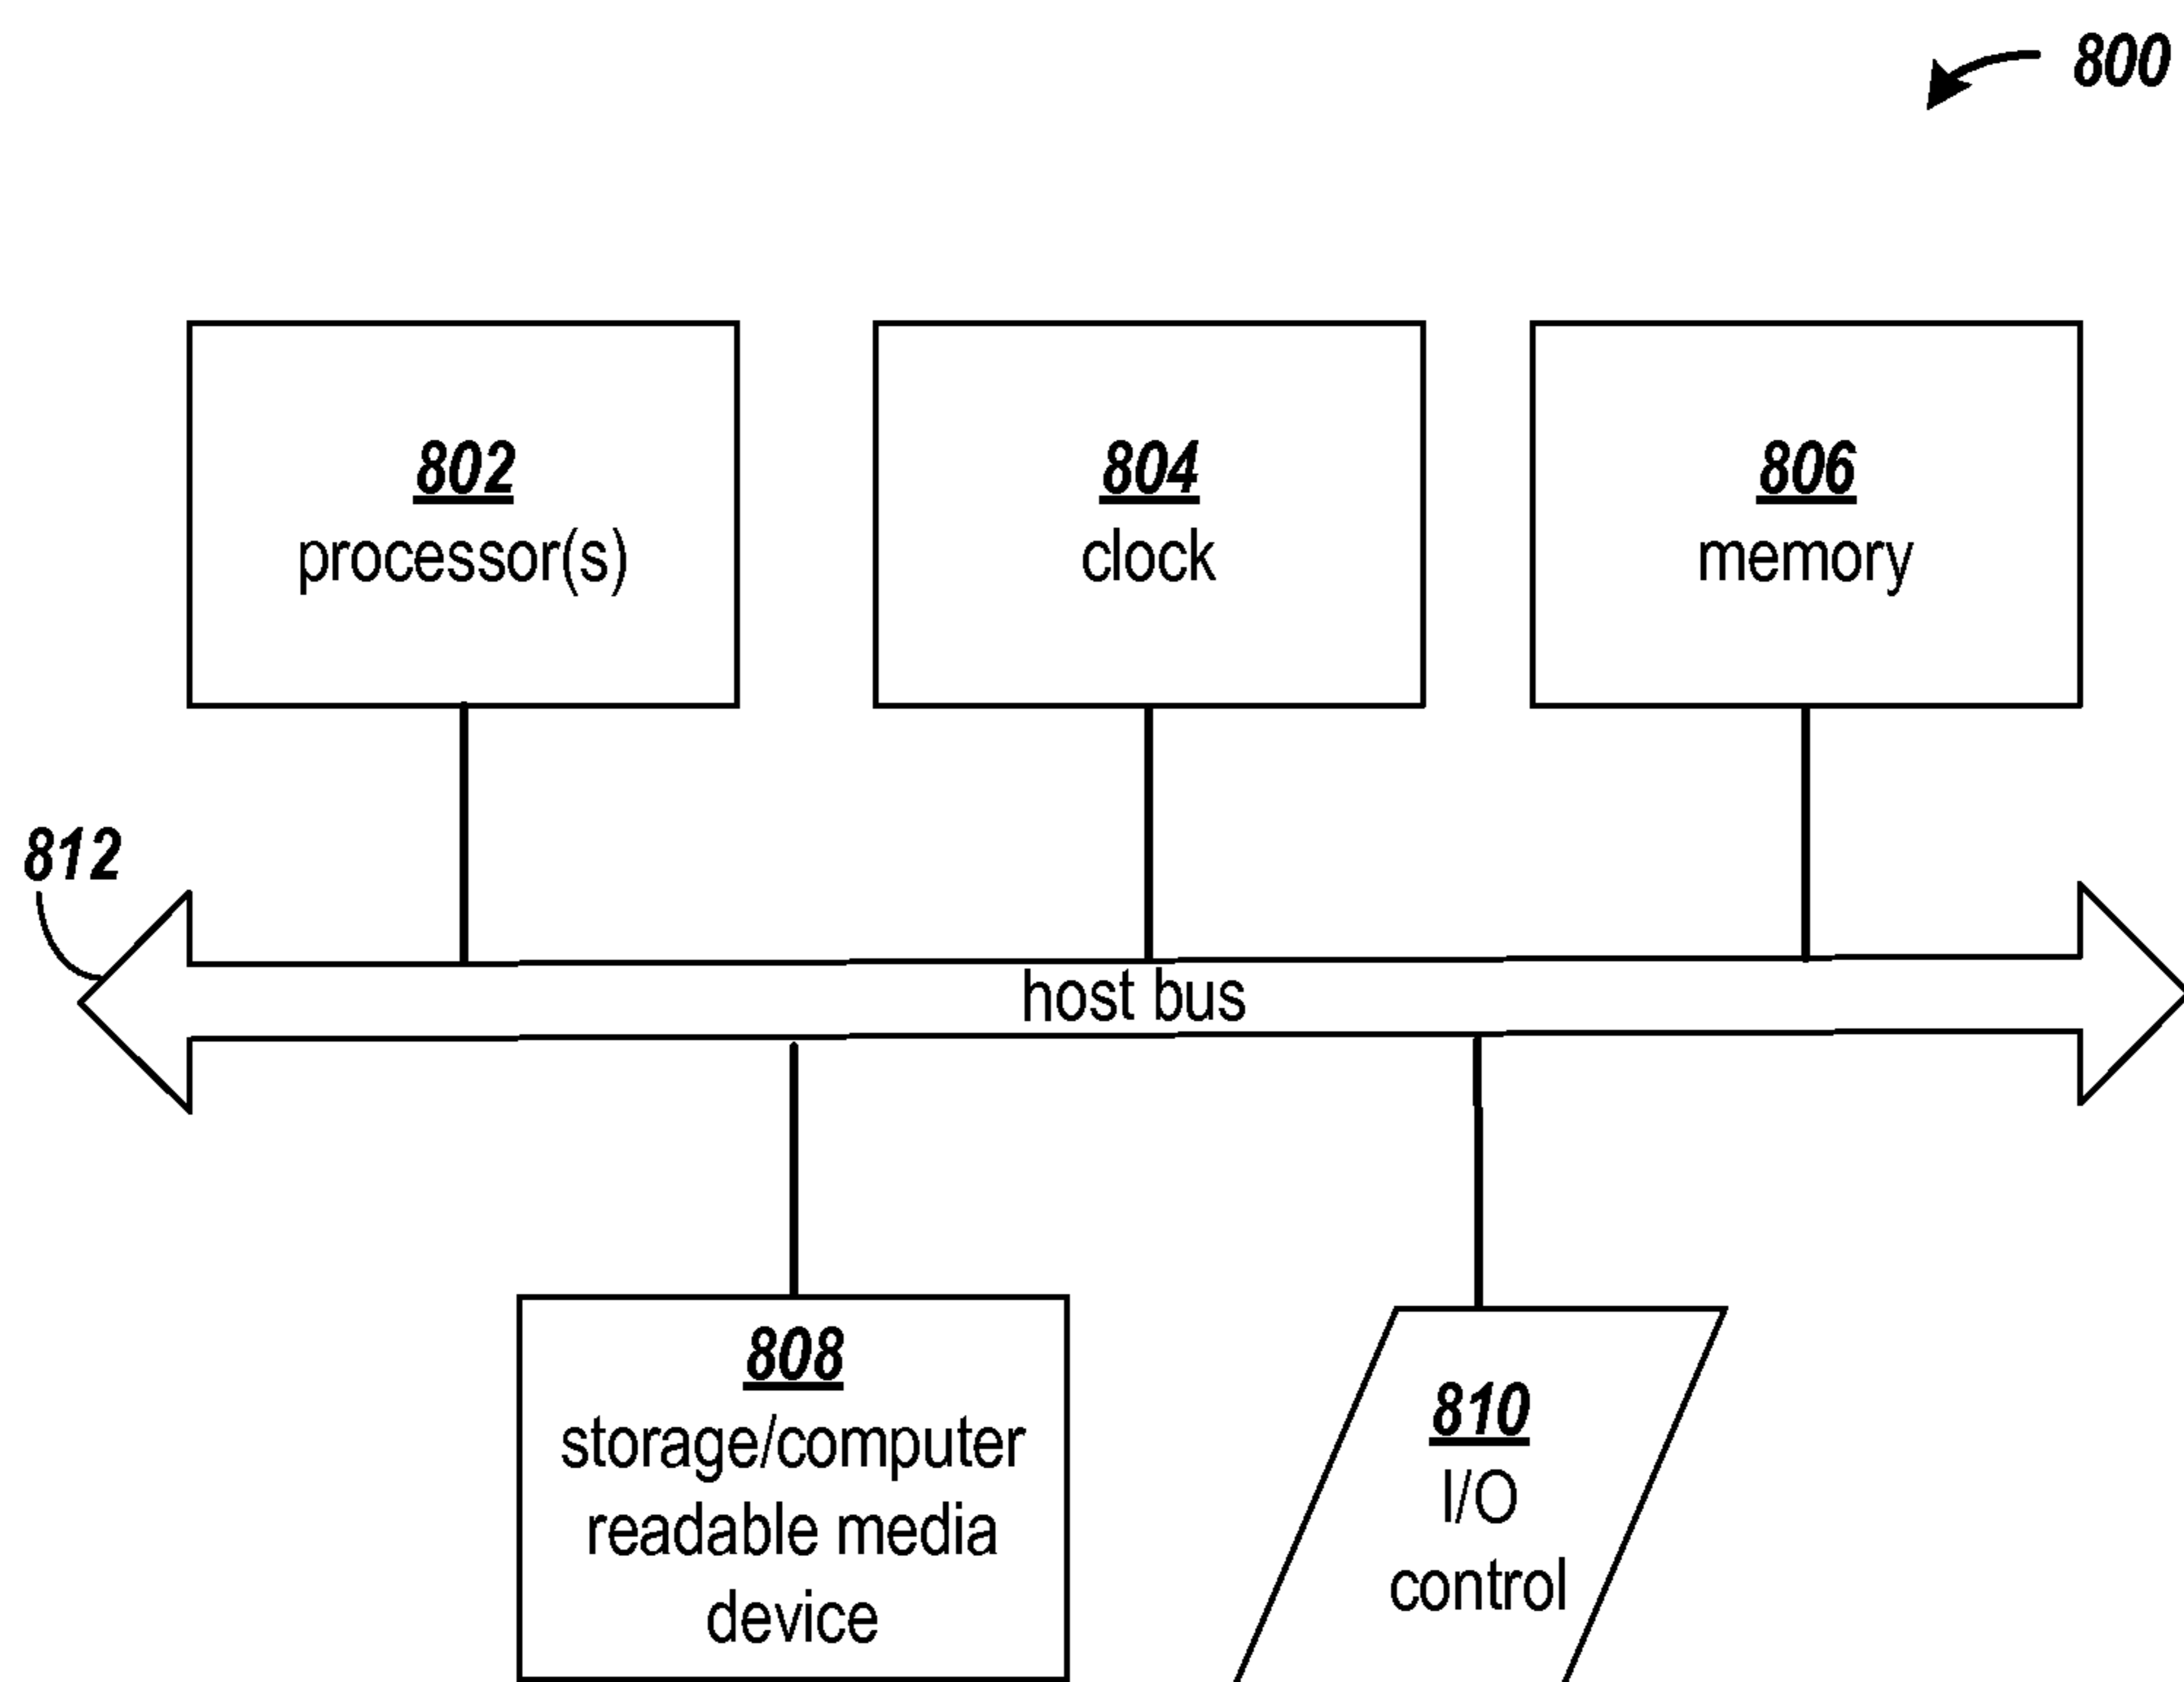 800
802
processor(s)
804
clock
806
memory
812
host bus
808
storage/computer
readable media
device
810
I/O
control